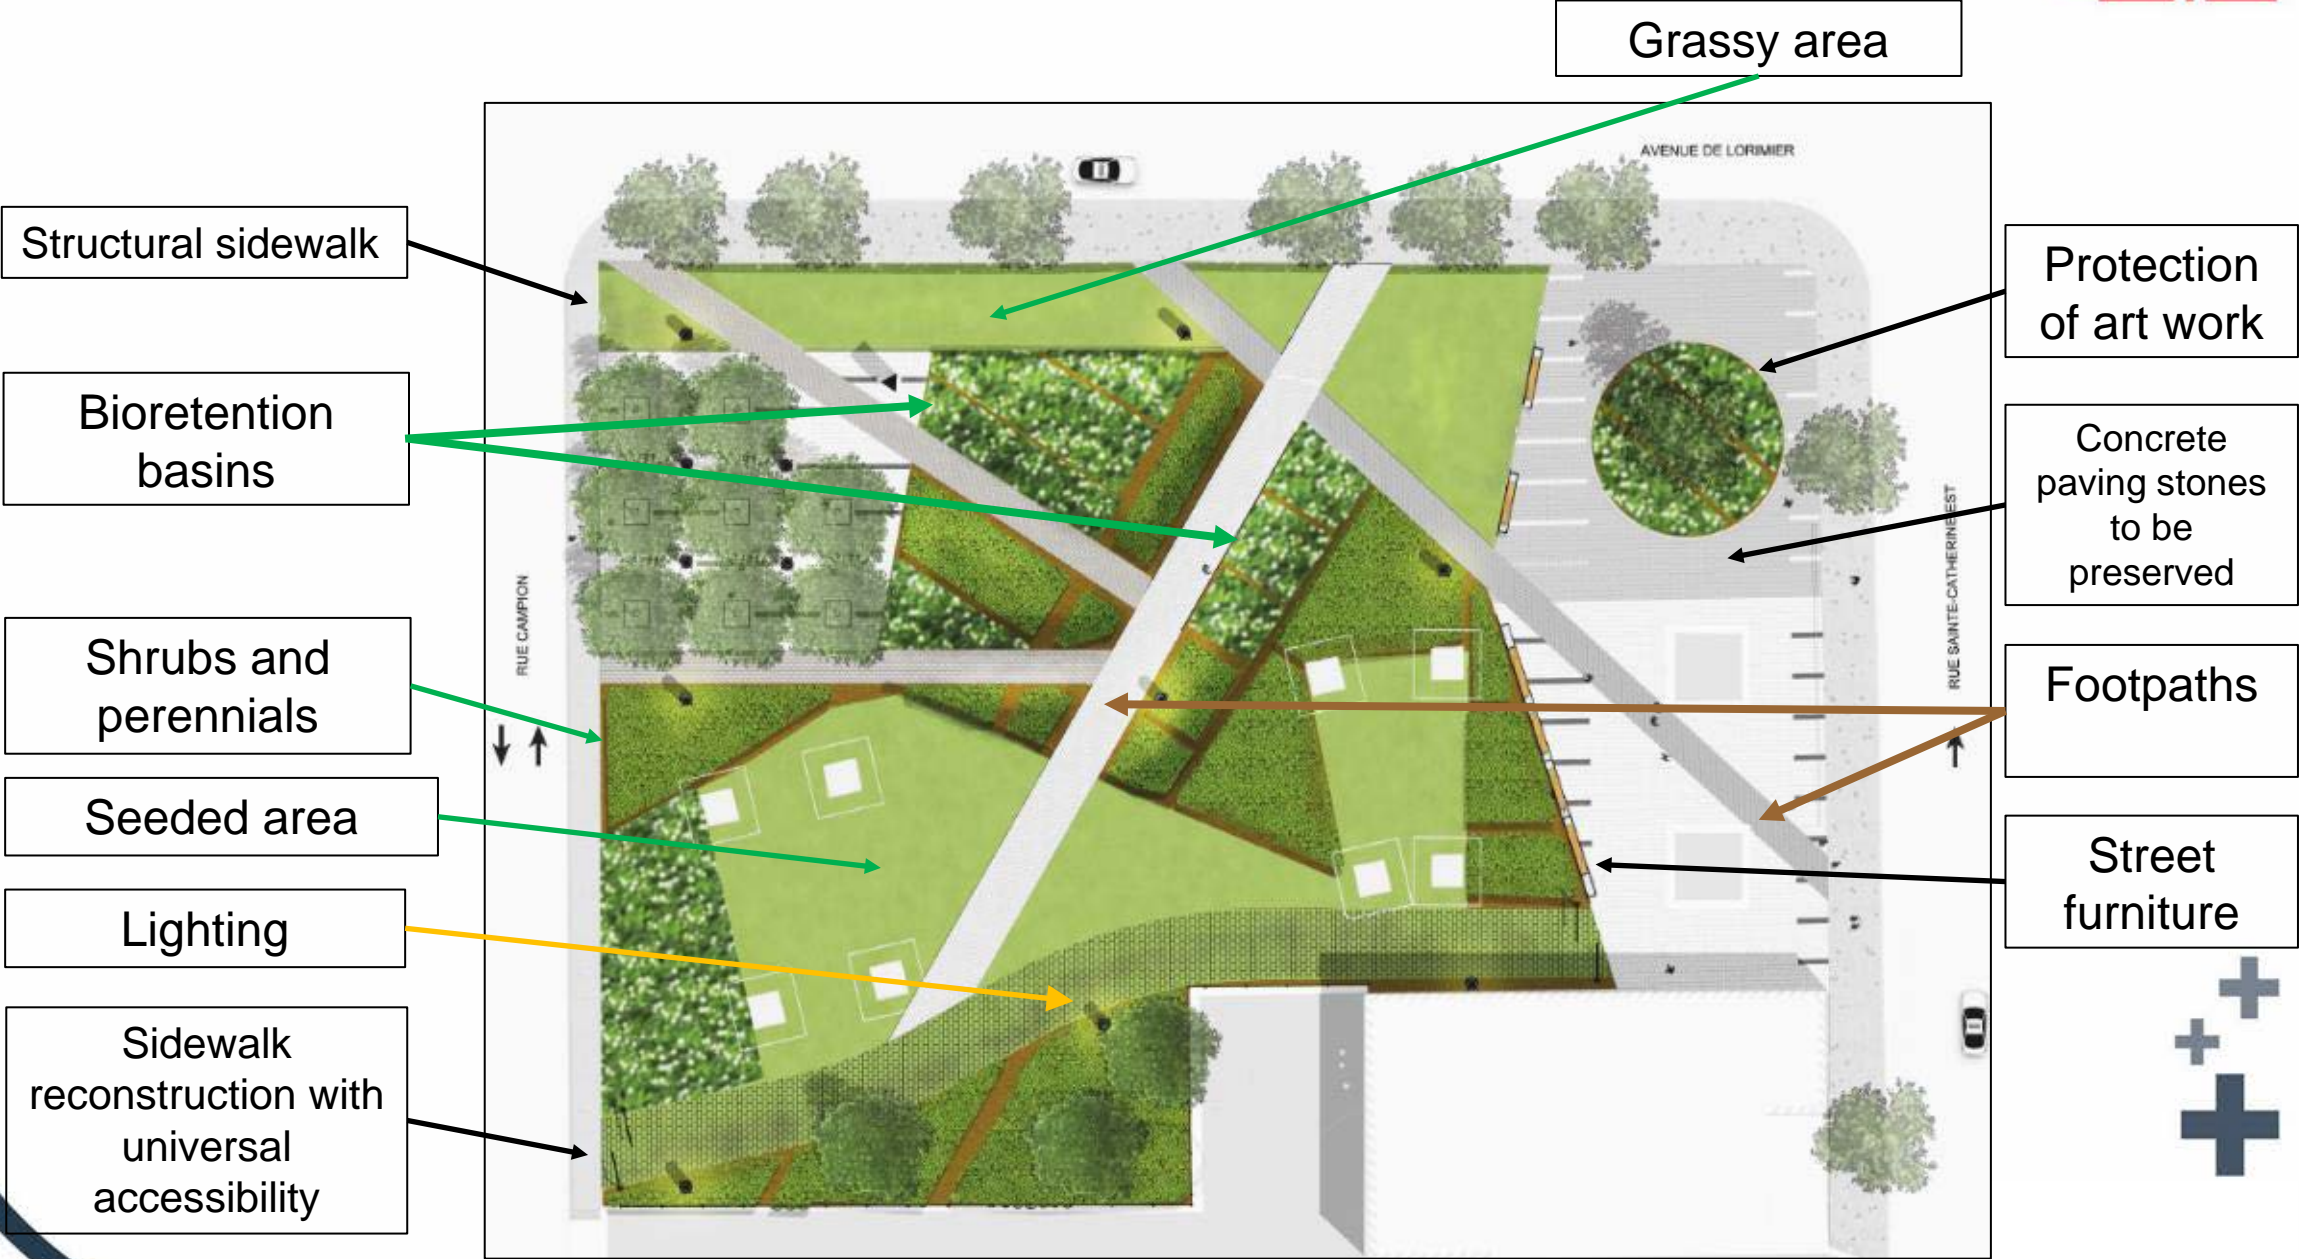 Grassy area
AVENUE DE LORIMIER
Structural sidewalk
Protection
of art work
Bioretention
basins
Concrete
paving stones
to be
preserved
RUE CAMPION
RUE SAINTE-CATHERINE EST
Shrubs and
perennials
Footpaths
Seeded area
Street
furniture
Lighting
Sidewalk
reconstruction with
universal
accessibility